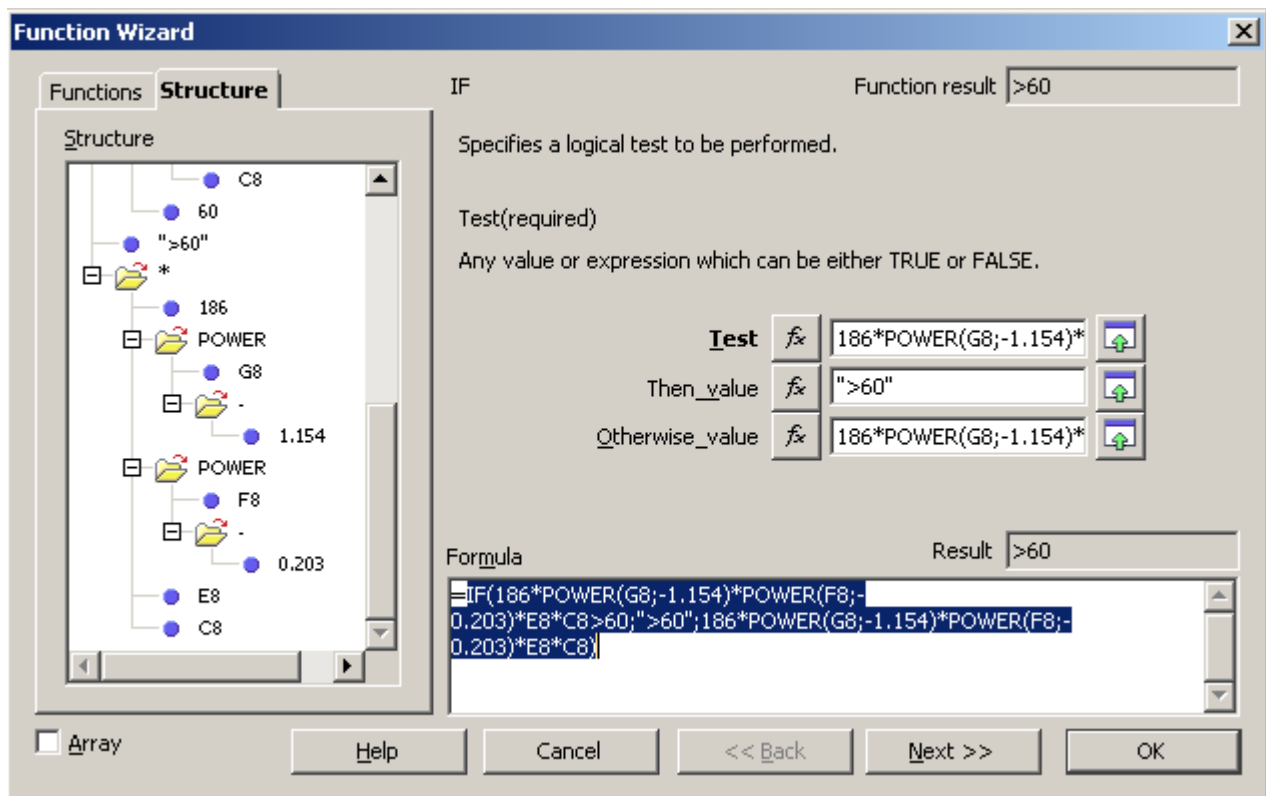 Function Wizard
Functions
Structure
IF
Function result
>60
Structure
C8
60
">60"
*
186
POWER
G8
-
1.154
POWER
F8
-
0.203
E8
C8
Specifies a logical test to be performed.
Test(required)
Any value or expression which can be either TRUE or FALSE.
Test
fx
186*POWER(G8;-1.154)*
Then_value
fx
">60"
Otherwise_value
fx
186*POWER(G8;-1.154)*
Formula
Result
>60
=IF(186*POWER(G8;-1.154)*POWER(F8;-
0.203)*E8*C8>60;">60";186*POWER(G8;-1.154)*POWER(F8;-
0.203)*E8*C8)
Array
Help
Cancel
<< Back
Next >>
OK